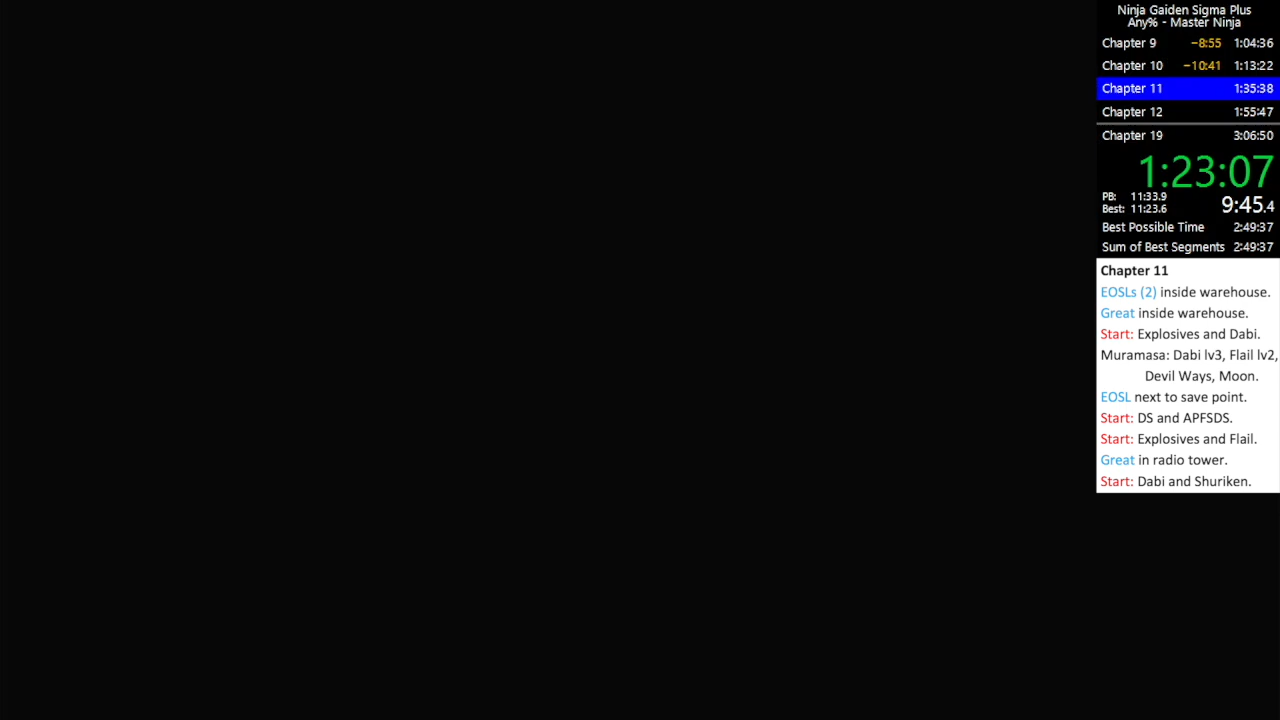 Ninja Gaiden Sigma Plus
Any% - Master Ninja
Chapter 9 −8:55 1:04:36
Chapter 10 −10:41 1:13:22
Chapter 11 1:35:38
Chapter 12 1:55:47
Chapter 19 3:06:50
1:23:07
PB: 11:33.9
Best: 11:23.6 9:45.4
Best Possible Time 2:49:37
Sum of Best Segments 2:49:37
Chapter 11
EOSLs (2) inside warehouse.
Great inside warehouse.
Start: Explosives and Dabi.
Muramasa: Dabi lv3, Flail lv2,
Devil Ways, Moon.
EOSL next to save point.
Start: DS and APFSDS.
Start: Explosives and Flail.
Great in radio tower.
Start: Dabi and Shuriken.